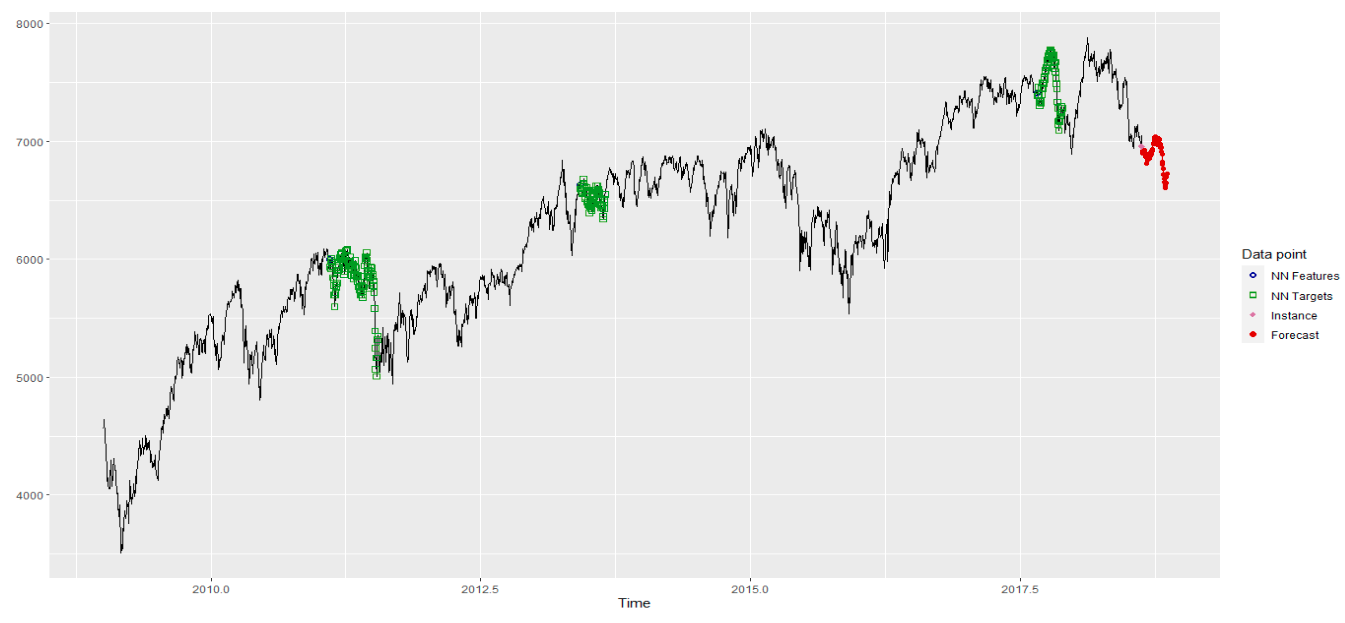 8000
7000
6000
5000
4000
2010.0
2012.5
2015.0
2017.5
Time
Data point
NN Features
NN Targets
Instance
Forecast